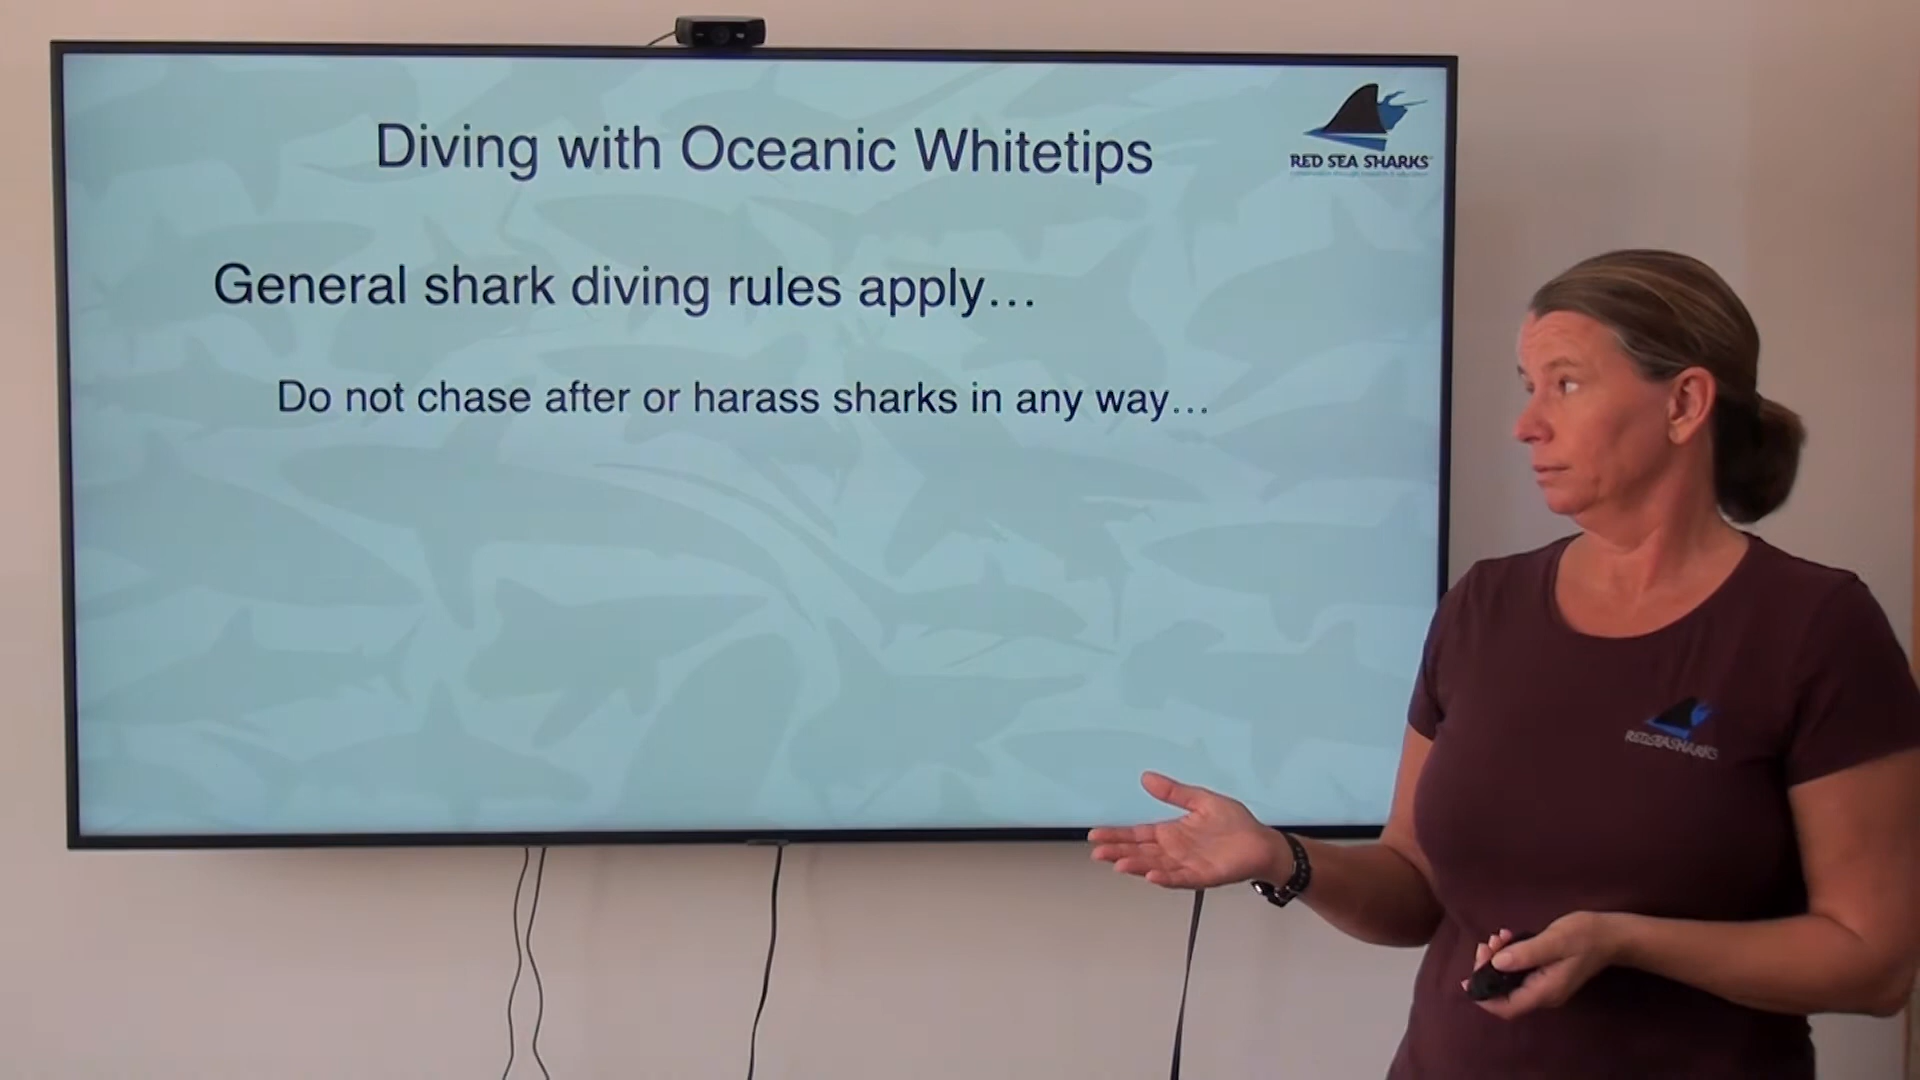 Diving with Oceanic Whitetips
RED SEA SHARKS
General shark diving rules apply…
Do not chase after or harass sharks in any way…
RED SEA SHARKS